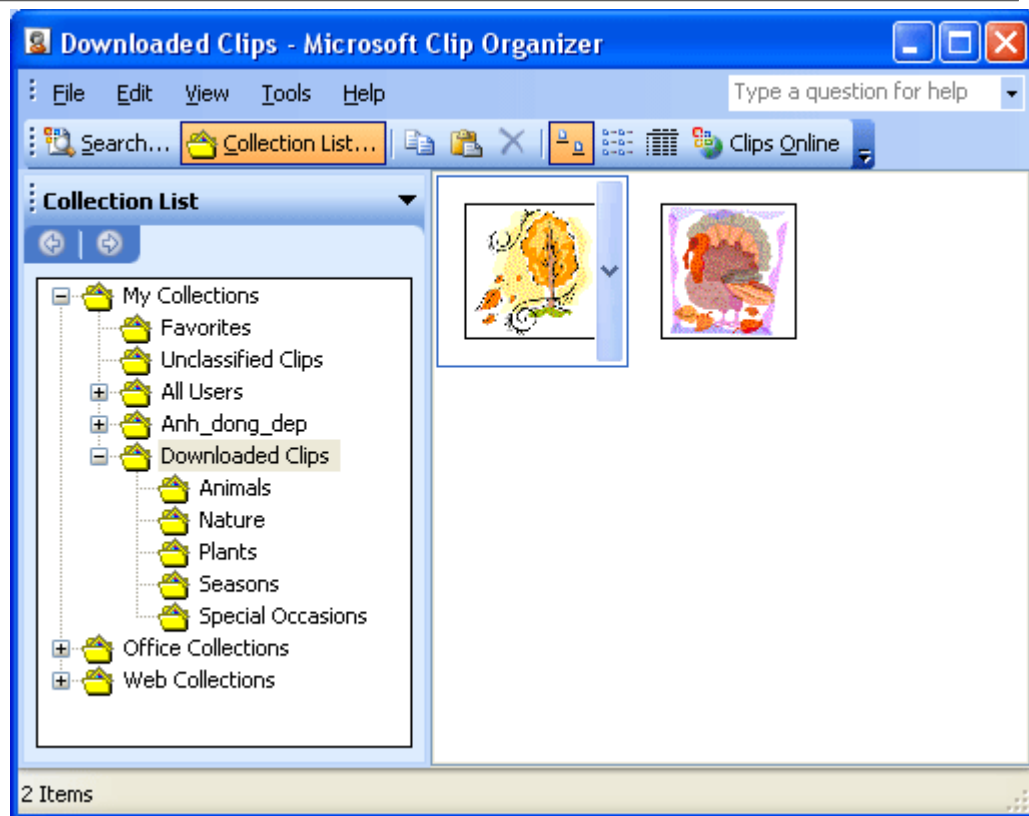 Downloaded Clips - Microsoft Clip Organizer
File Edit View Tools Help Type a question for help
Search... Collection List... Clips Online
Collection List
My Collections
Favorites
Unclassified Clips
All Users
Anh_dong_dep
Downloaded Clips
Animals
Nature
Plants
Seasons
Special Occasions
Office Collections
Web Collections
2 Items